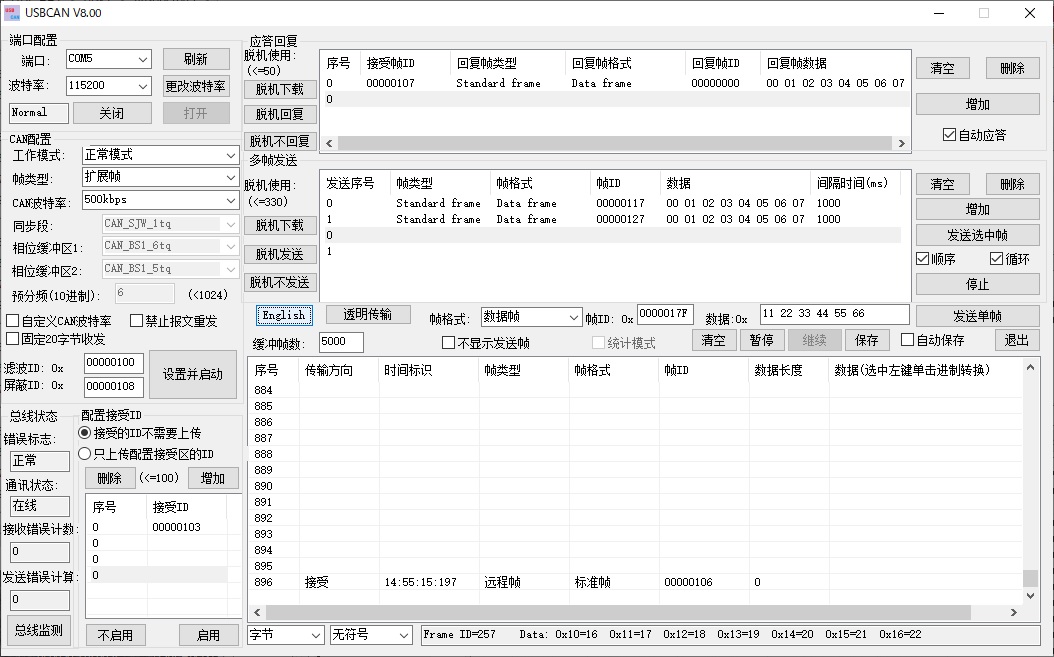 USBCAN V8.00
端口配置
端口: COM5 刷新
波特率: 115200 更改波特率
Normal 关闭 打开
CAN配置
工作模式: 正常模式
帧类型: 扩展帧
CAN波特率: 500kbps
同步段: CAN_SJW_1tq
相位缓冲区1: CAN_BS1_6tq
相位缓冲区2: CAN_BS1_5tq
预分频(10进制): 6 (<1024)
自定义CAN波特率 禁止报文重发
固定20字节收发
滤波ID: 0x 00000100
屏蔽ID: 0x 00000108
设置并启动
总线状态
错误标志:
正常
通讯状态:
在线
接收错误计数:
0
发送错误计算:
0
总线监测
配置接受ID
接受的ID不需要上传
只上传配置接受区的ID
删除 (<=100) 增加
序号 接受ID
0 00000103
0
0
0
不启用 启用
应答回复
脱机使用:
(<=50)
脱机下载
脱机回复
脱机不回复
序号 接受帧ID 回复帧类型 回复帧格式 回复帧ID 回复帧数据
0 00000107 Standard frame Data frame 00000000 00 01 02 03 04 05 06 07
0
清空 删除
增加
自动应答
多帧发送
脱机使用:
(<=330)
脱机下载
脱机发送
脱机不发送
发送序号 帧类型 帧格式 帧ID 数据 间隔时间(ms)
0 Standard frame Data frame 00000117 00 01 02 03 04 05 06 07 1000
1 Standard frame Data frame 00000127 00 01 02 03 04 05 06 07 1000
0
1
清空 删除
增加
发送选中帧
顺序 循环
停止
English 透明传输 帧格式: 数据帧 帧ID: 0x 0000017F 数据:0x 11 22 33 44 55 66 发送单帧
缓冲帧数: 5000 不显示发送帧 统计模式 清空 暂停 继续 保存 自动保存 退出
序号 传输方向 时间标识 帧类型 帧格式 帧ID 数据长度 数据(选中左键单击进制转换)
884
885
886
887
888
889
890
891
892
893
894
895
896 接受 14:55:15:197 远程帧 标准帧 00000106 0
字节 无符号 Frame ID=257 Data: 0x10=16 0x11=17 0x12=18 0x13=19 0x14=20 0x15=21 0x16=22